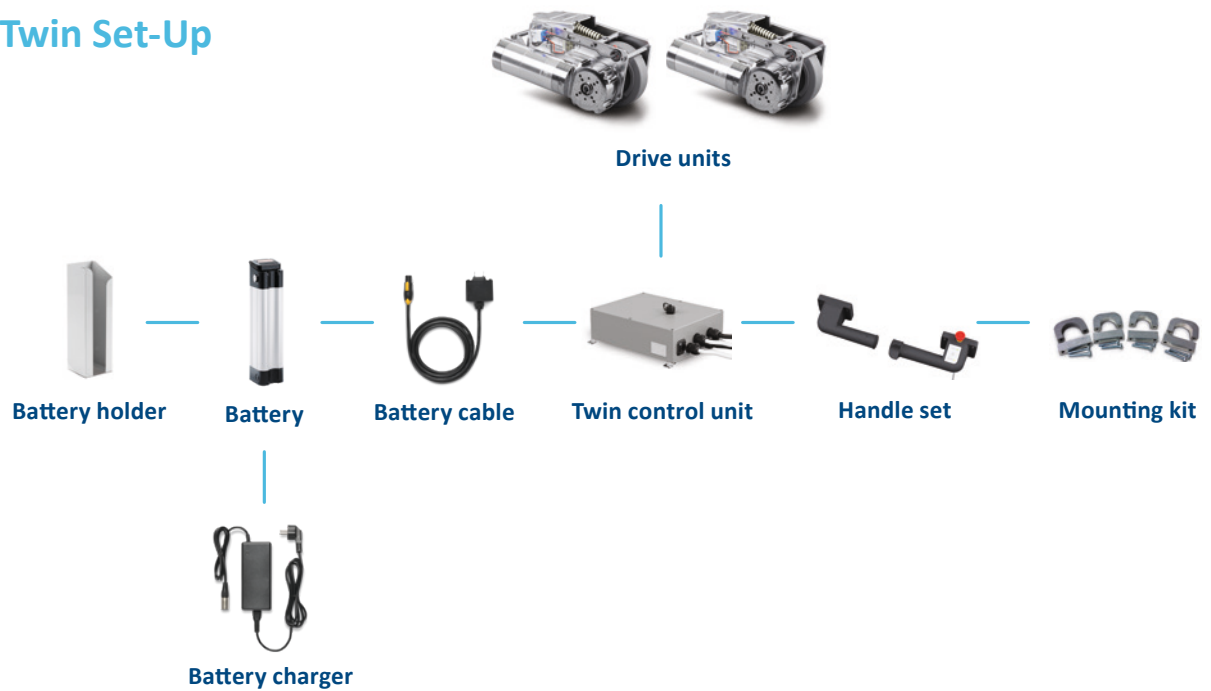 Twin Set-Up
Drive units
Battery holder
Battery
Battery cable
Twin control unit
Handle set
Mounting kit
Battery charger